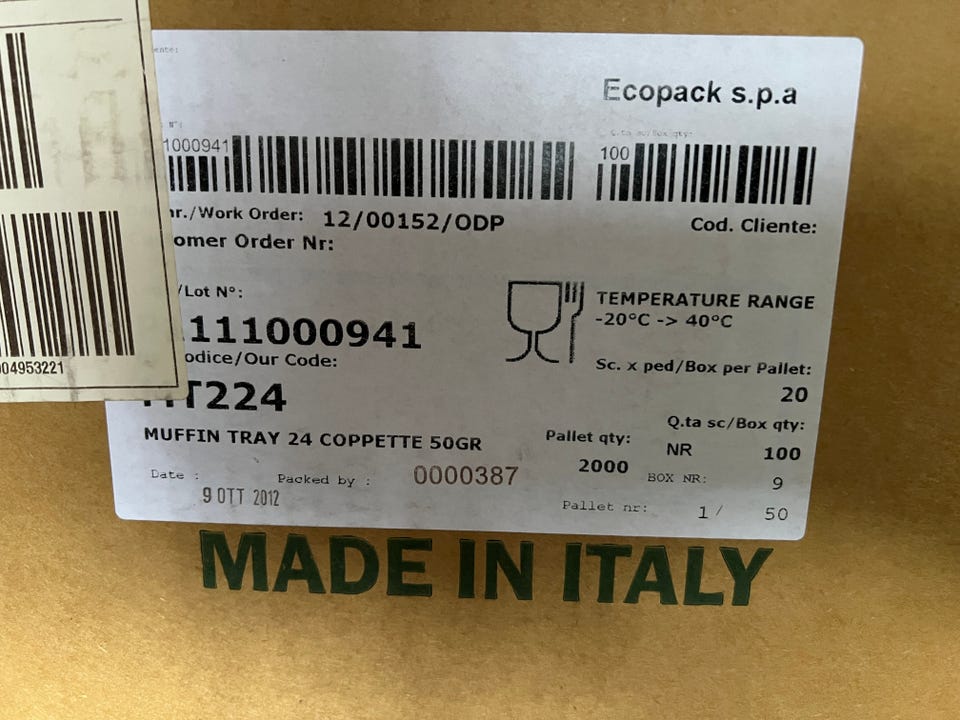 Ecopack s.p.a
1000941
100
/Work Order: 12/00152/ODP
Cod. Cliente:
omer Order Nr:
/Lot N°:
111000941
TEMPERATURE RANGE
-20°C -> 40°C
odice/Our Code:
Sc. x ped/Box per Pallet:
20
T224
MUFFIN TRAY 24 COPPETTE 50GR
Pallet qty:
2000
Q.ta sc/Box qty:
NR 100
BOX NR: 9
Date :
9 OTT 2012
Packed by : 0000387
Pallet nr: 1 / 50
MADE IN ITALY
04953221